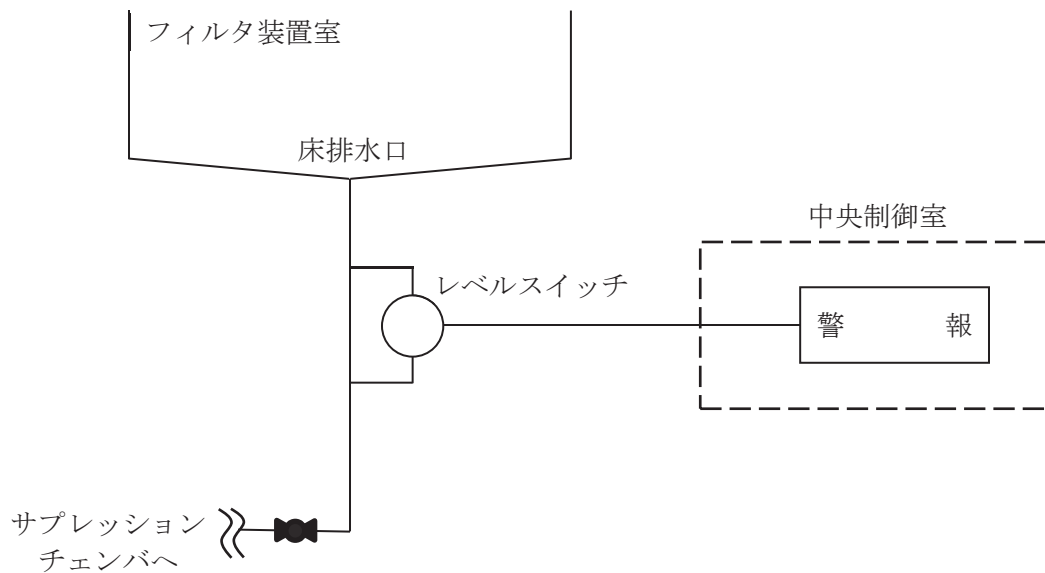 フィルタ装置室
床排水口
中央制御室
レベルスイッチ
警報
サプレッション
チェンバへ